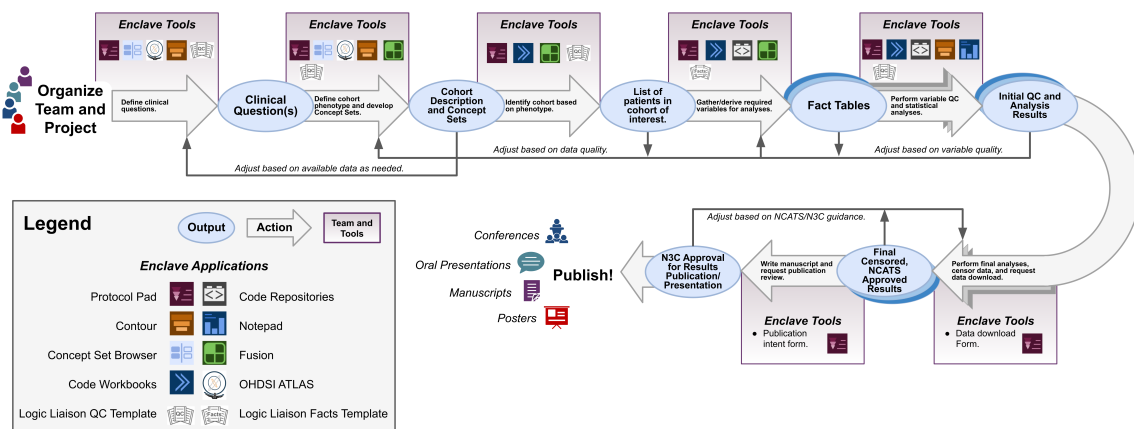 Enclave Tools
Enclave Tools
Enclave Tools
Enclave Tools
Enclave Tools
QC
QC
QC
Facts
QC
Organize
Team and
Project
Define clinical
questions.
Clinical
Question(s)
Define cohort
phenotype and develop
Concept Sets.
Cohort
Description
and Concept
Sets
Identify cohort based
on phenotype.
List of
patients in
cohort of
interest.
Gather/derive required
variables for analyses.
Fact Tables
Perform variable QC
and statistical
analyses.
Initial QC and
Analysis
Results
Adjust based on data quality.
Adjust based on variable quality.
Adjust based on available data as needed.
Legend
Output
Action
Team and
Tools
Enclave Applications
Protocol Pad
Code Repositories
Contour
Notepad
Concept Set Browser
Fusion
Code Workbooks
OHDSI ATLAS
Logic Liaison QC Template
QC
Facts
Logic Liaison Facts Template
Conferences
Oral Presentations
Manuscripts
Posters
Publish!
Adjust based on NCATS/N3C guidance.
N3C Approval
for Results
Publication/
Presentation
Write manuscript and
request publication
review.
Final
Censored,
NCATS
Approved
Results
Perform final analyses,
censor data, and request
data download.
Enclave Tools
● Publication
intent form.
Enclave Tools
● Data download
Form.